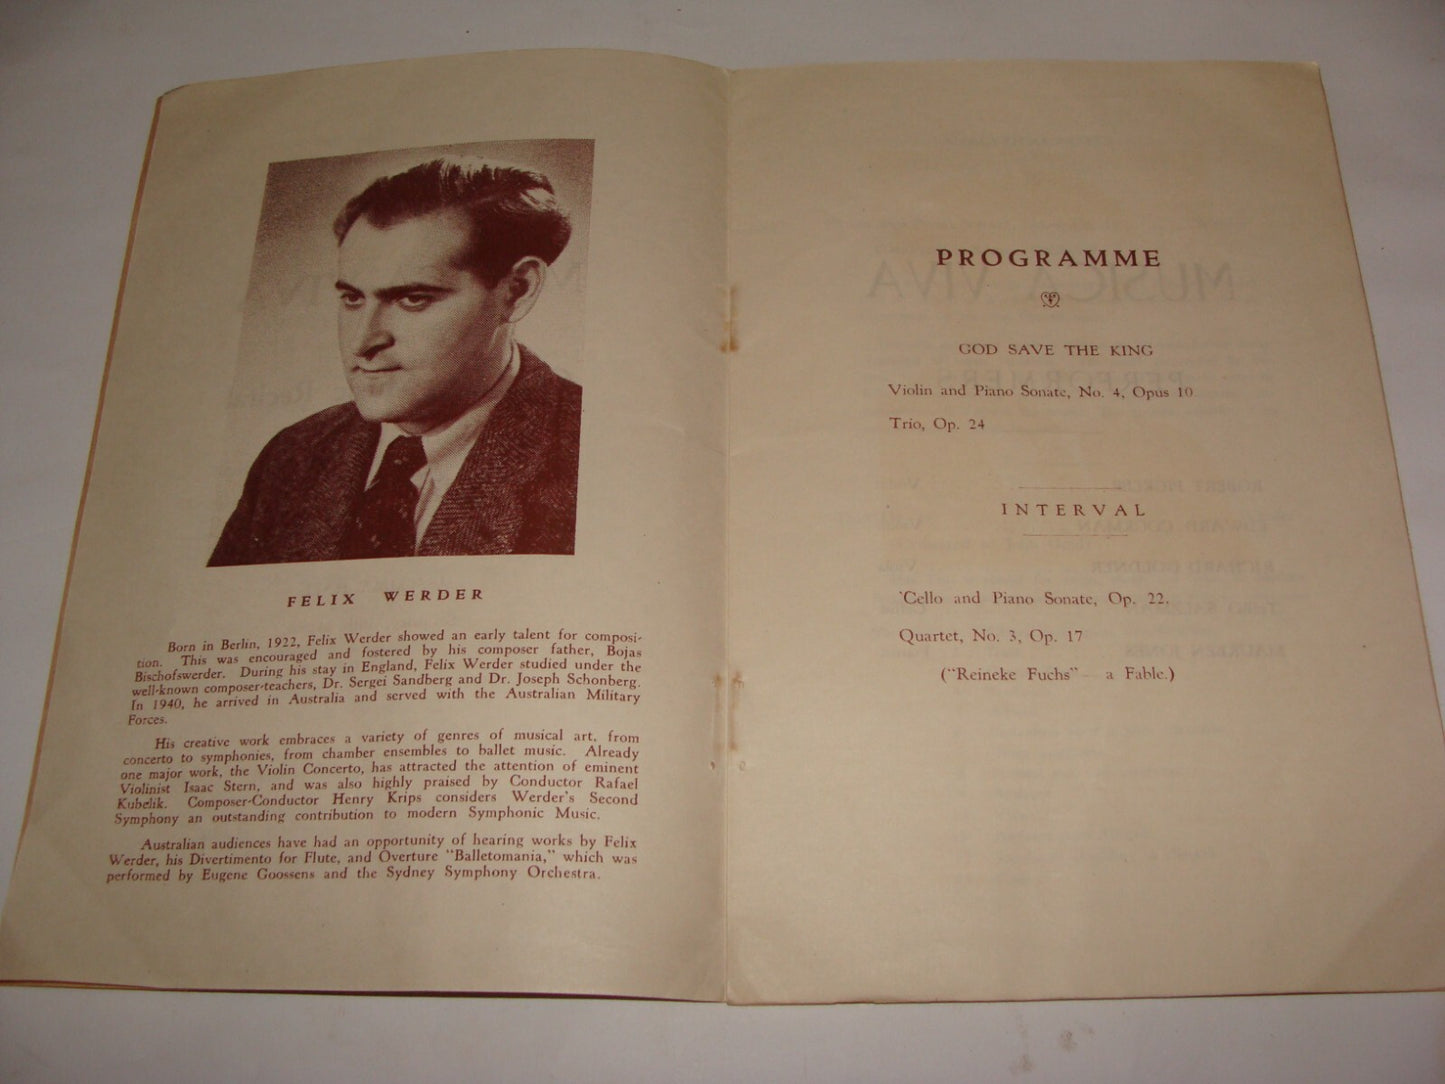 FELIX WERDER
Born in Berlin, 1922, Felix Werder showed an early talent for composi-
tion. This was encouraged and fostered by his composer father, Bojas
Bischofswerder. During his stay in England, Felix Werder studied under the
well-known composer-teachers, Dr. Sergei Sandberg and Dr. Joseph Schonberg.
In 1940, he arrived in Australia and served with the Australian Military
Forces.
His creative work embraces a variety of genres of musical art, from
concerto to symphonies, from chamber ensembles to ballet music. Already
one major work, the Violin Concerto, has attracted the attention of eminent
Violinist Isaac Stern, and was also highly praised by Conductor Rafael
Kubelik. Composer-Conductor Henry Krips considers Werder's Second
Symphony an outstanding contribution to modern Symphonic Music.
Australian audiences have had an opportunity of hearing works by Felix
Werder, his Divertimento for Flute, and Overture "Balletomania," which was
performed by Eugene Goossens and the Sydney Symphony Orchestra.
PROGRAMME
GOD SAVE THE KING
Violin and Piano Sonate, No. 4, Opus 10
Trio, Op. 24
INTERVAL
'Cello and Piano Sonate, Op. 22.
Quartet, No. 3, Op. 17
("Reineke Fuchs" — a Fable.)